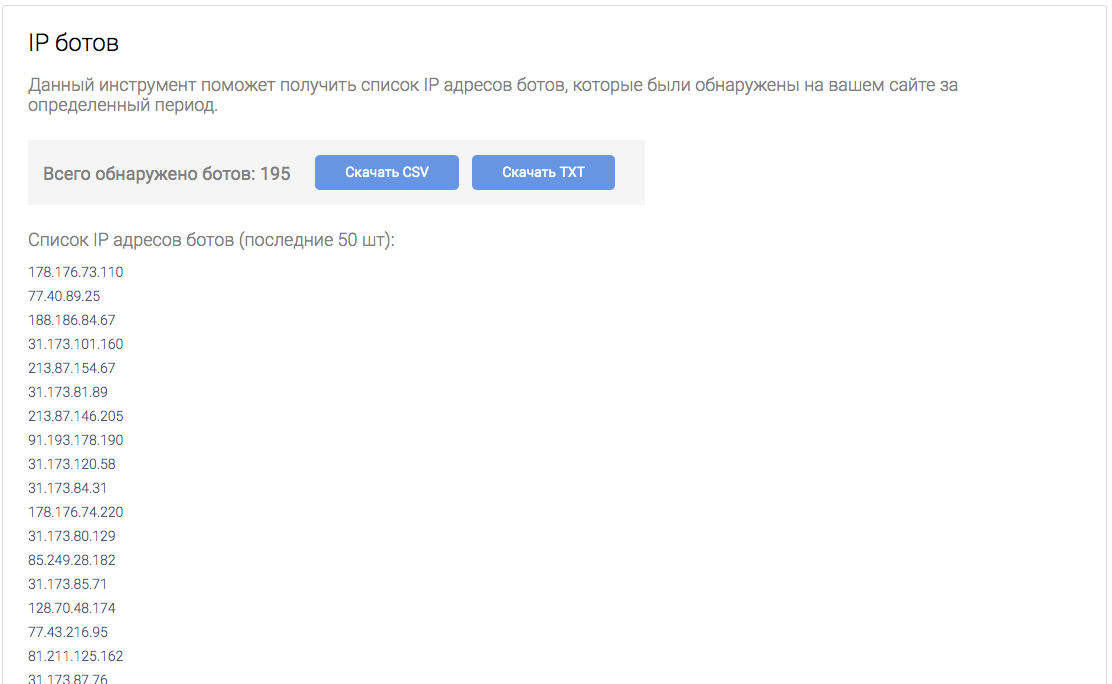 IP ботов
Данный инструмент поможет получить список IP адресов ботов, которые были обнаружены на вашем сайте за
определенный период.
Всего обнаружено ботов: 195
Скачать CSV
Скачать TXT
Список IP адресов ботов (последние 50 шт):
178.176.73.110
77.40.89.25
188.186.84.67
31.173.101.160
213.87.154.67
31.173.81.89
213.87.146.205
91.193.178.190
31.173.120.58
31.173.84.31
178.176.74.220
31.173.80.129
85.249.28.182
31.173.85.71
128.70.48.174
77.43.216.95
81.211.125.162
31.173.87.76